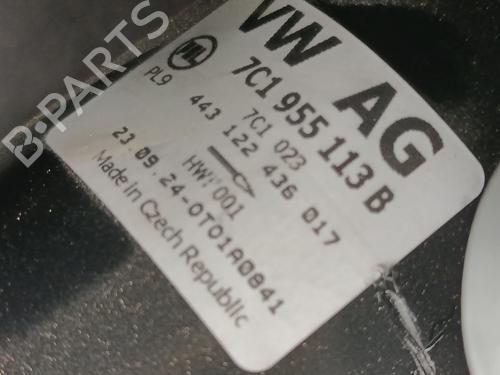 VW AG
7C1 955 113 B
7C1 023
PL9 443 122 436 017
HW: 001
23.09.24-0T01A0841
Made in Czech Republic
B-PARTS